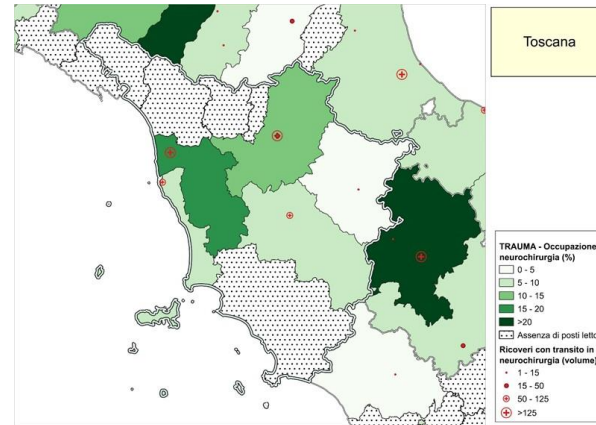 Toscana
TRAUMA - Occupazione
neurochirurgia (%)
0 - 5
5 - 10
10 - 15
15 - 20
>20
Assenza di posti letto
Ricoveri con transito in
neurochirurgia (volume)
1 - 15
15 - 50
50 - 125
>125